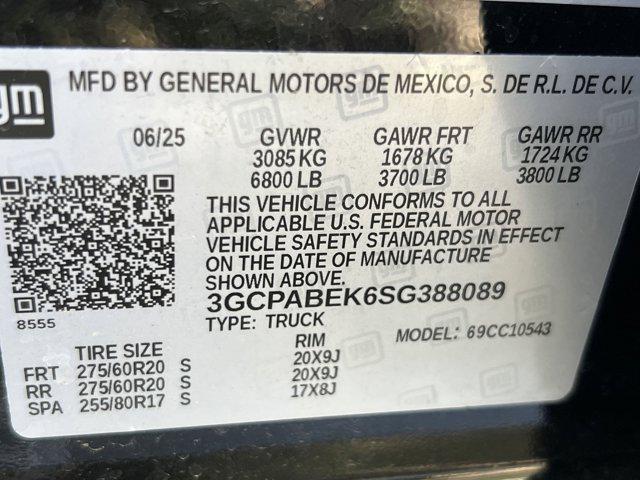 gm
MFD BY GENERAL MOTORS DE MEXICO, S. DE R.L. DE C.V.
06/25 GVWR GAWR FRT GAWR RR
3085 KG 1678 KG 1724 KG
6800 LB 3700 LB 3800 LB
THIS VEHICLE CONFORMS TO ALL
APPLICABLE U.S. FEDERAL MOTOR
VEHICLE SAFETY STANDARDS IN EFFECT
ON THE DATE OF MANUFACTURE
SHOWN ABOVE.
3GCPABEK6SG388089
8555
TYPE: TRUCK MODEL: 69CC10543
TIRE SIZE RIM
FRT 275/60R20 S 20X9J
RR 275/60R20 S 20X9J
SPA 255/80R17 S 17X8J